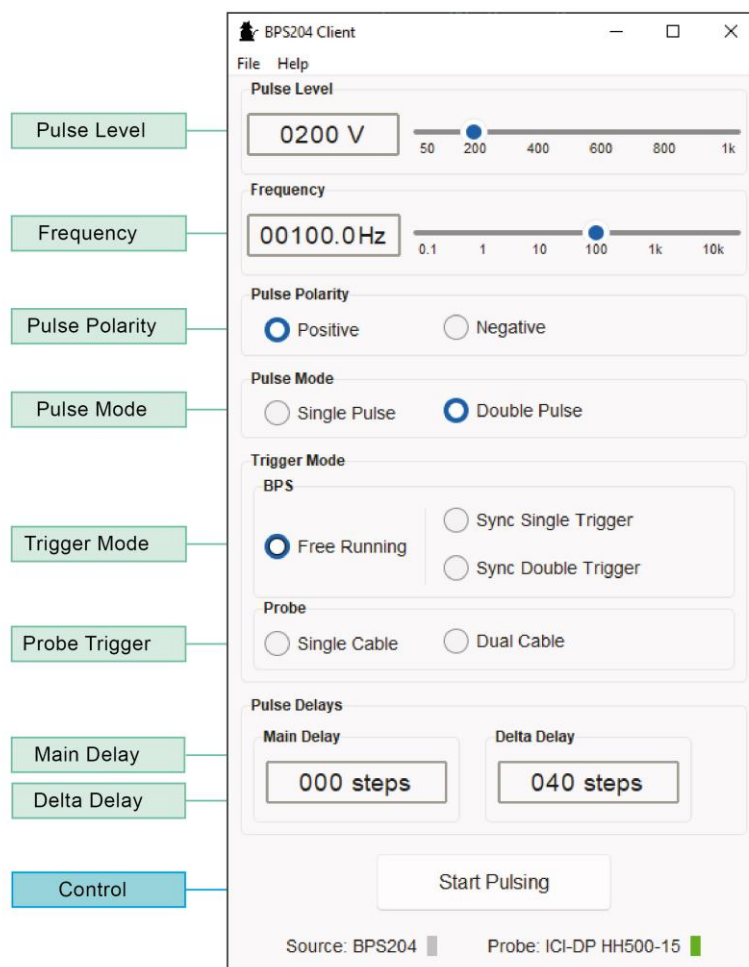 BPS204 Client
File Help
Pulse Level
Pulse Level
0200 V
50 200 400 600 800 1k
Frequency
Frequency
00100.0Hz
0.1 1 10 100 1k 10k
Pulse Polarity
Pulse Polarity
Positive Negative
Pulse Mode
Pulse Mode
Single Pulse Double Pulse
Trigger Mode
BPS
Sync Single Trigger
Trigger Mode
Free Running
Sync Double Trigger
Probe
Probe Trigger
Single Cable Dual Cable
Pulse Delays
Main Delay Delta Delay
Main Delay
000 steps 040 steps
Delta Delay
Control
Start Pulsing
Source: BPS204 Probe: ICI-DP HH500-15